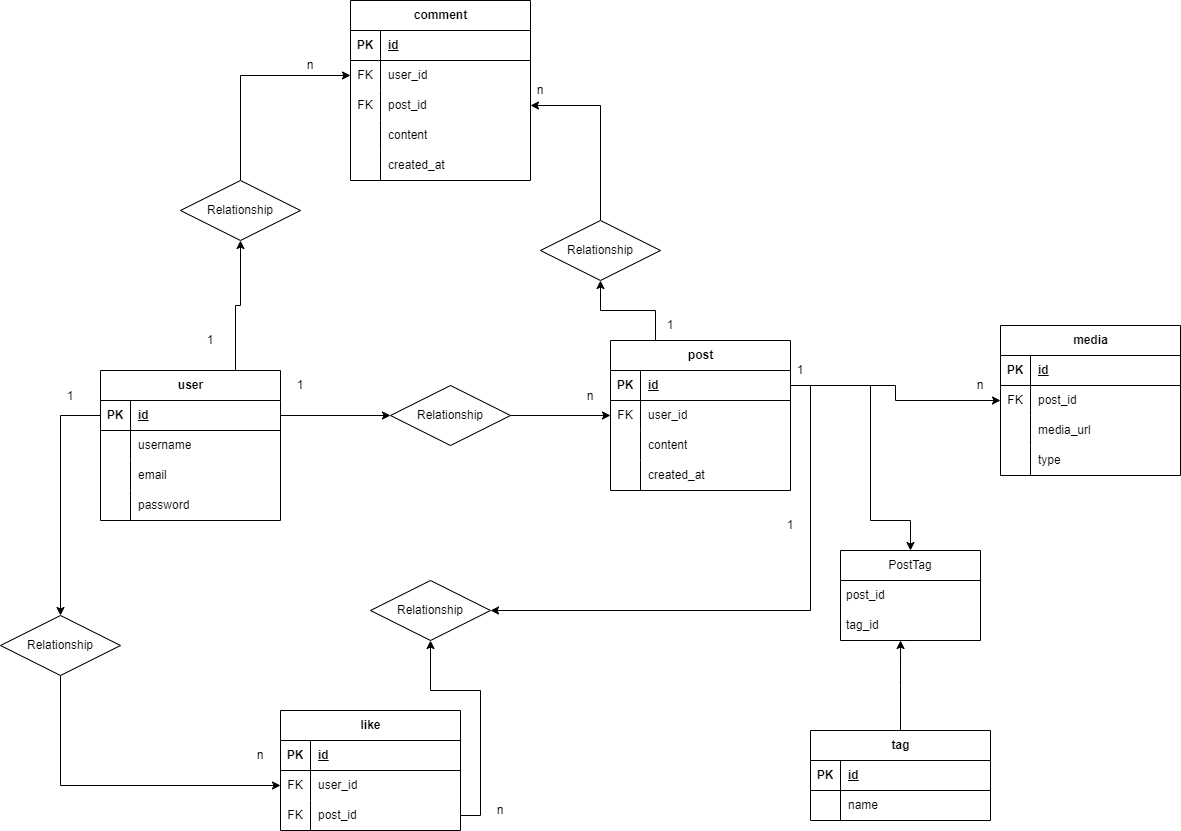 comment
PK id
n
FK user_id
n
FK post_id
content
created_at
Relationship
Relationship
1
1
post
media
1
PK id
user
1
1
PK id
n
n
FK post_id
PK id
Relationship
FK user_id
media_url
username
content
type
email
created_at
password
1
PostTag
post_id
Relationship
tag_id
Relationship
like
tag
n
PK id
PK id
FK user_id
name
FK post_id
n